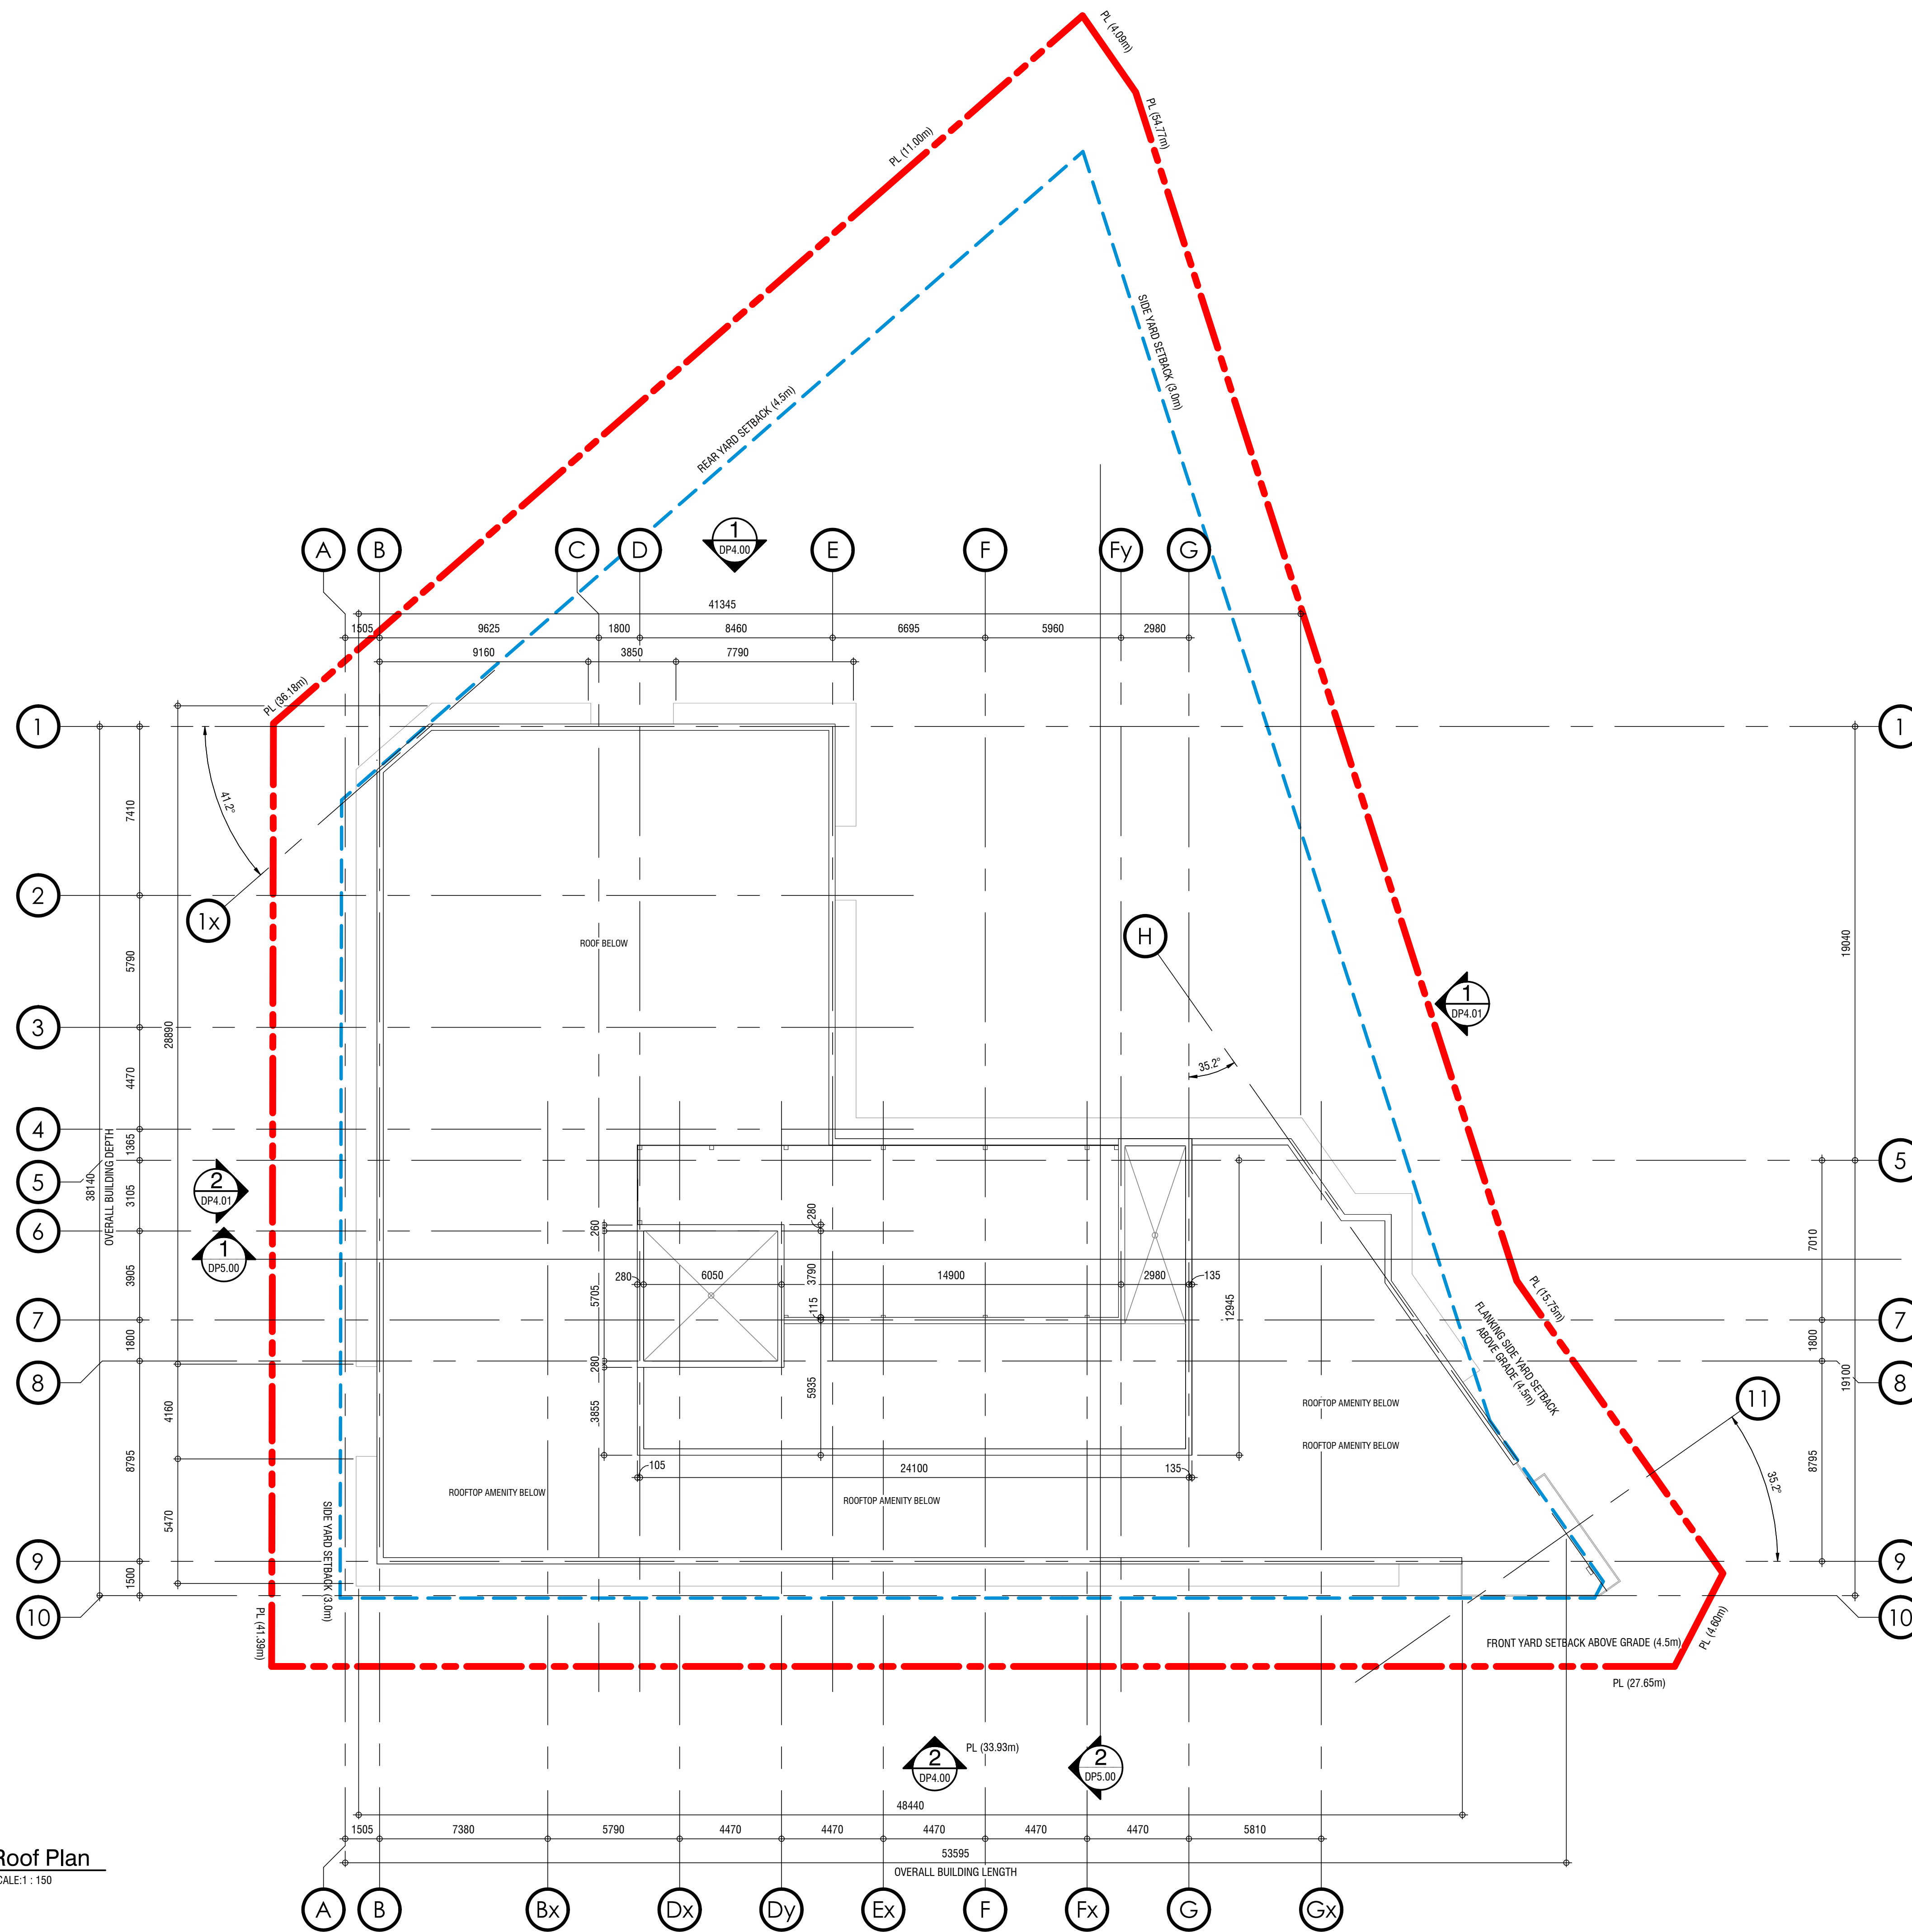 PL (4.09m)
PL (54.77m)
PL (11.00m)
SIDE YARD SETBACK (3.0m)
REAR YARD SETBACK (4.5m)
1
DP4.00
A
B
C
D
E
F
Fy
G
41345
1505
9625
1800
8460
6695
5960
2980
9160
3850
7790
PL (36.18m)
1
1
41.2°
7410
2
1x
ROOF BELOW
H
5790
19040
3
1
DP4.01
28890
4470
35.2°
4
1365
5
5
38140
OVERALL BUILDING DEPTH
2
DP4.01
3105
6
1
DP5.00
260
280
7010
280
6050
3790
14900
2980
135
3905
5705
115
12945
PL (15.75m)
7
7
FLANKING SIDE YARD SETBACK
ABOVE GRADE (4.5m)
1800
1800
280
8
8
5935
19100
3855
ROOFTOP AMENITY BELOW
11
4160
ROOFTOP AMENITY BELOW
8795
8795
105
24100
135
35.2°
ROOFTOP AMENITY BELOW
ROOFTOP AMENITY BELOW
5470
SIDE YARD SETBACK (3.0m)
9
9
1500
10
10
PL (41.39m)
PL (4.60m)
FRONT YARD SETBACK ABOVE GRADE (4.5m)
PL (27.65m)
2
DP4.00
PL (33.93m)
2
DP5.00
48440
1505
7380
5790
4470
4470
4470
4470
4470
5810
53595
OVERALL BUILDING LENGTH
Roof Plan
CALE:1 : 150
A
B
Bx
Dx
Dy
Ex
F
Fx
G
Gx